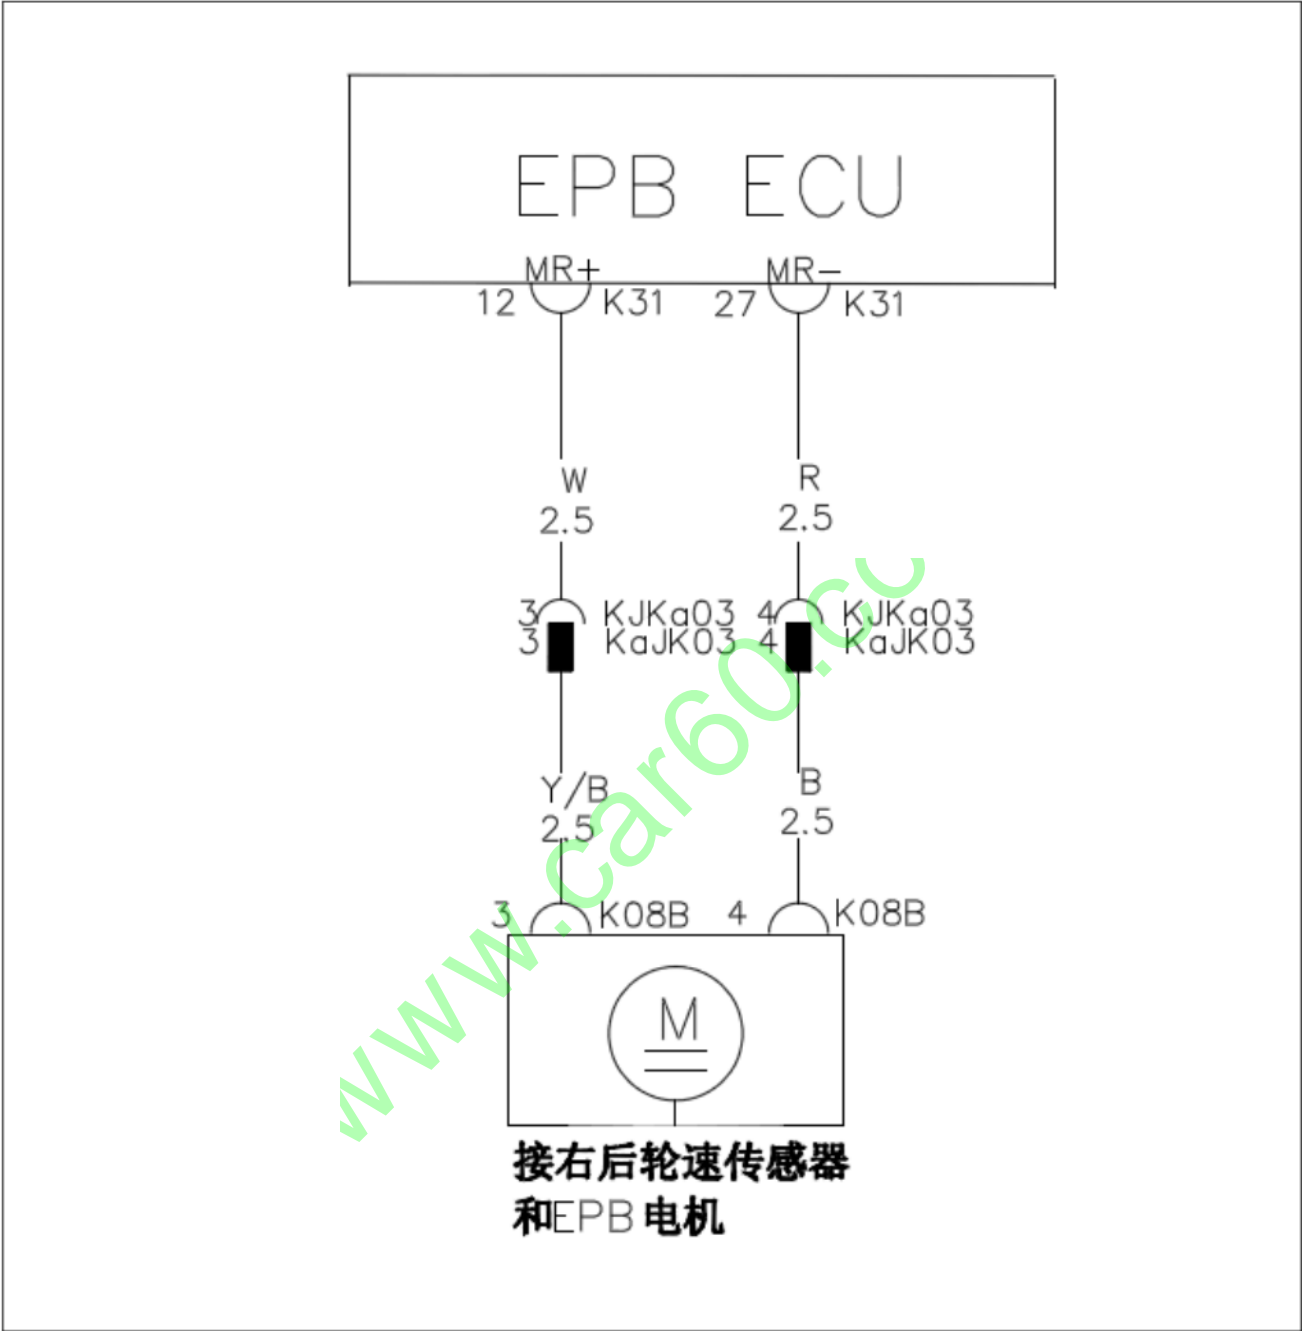 EPB ECU
MR+ MR-
12 K31 27 K31
W R
2.5 2.5
3 KJKa03 4 KJKa03
3 KaJK03 4 KaJK03
Y/B B
2.5 2.5
3 K08B 4 K08B
M
接右后轮速传感器
和EPB电机
www.car60.co